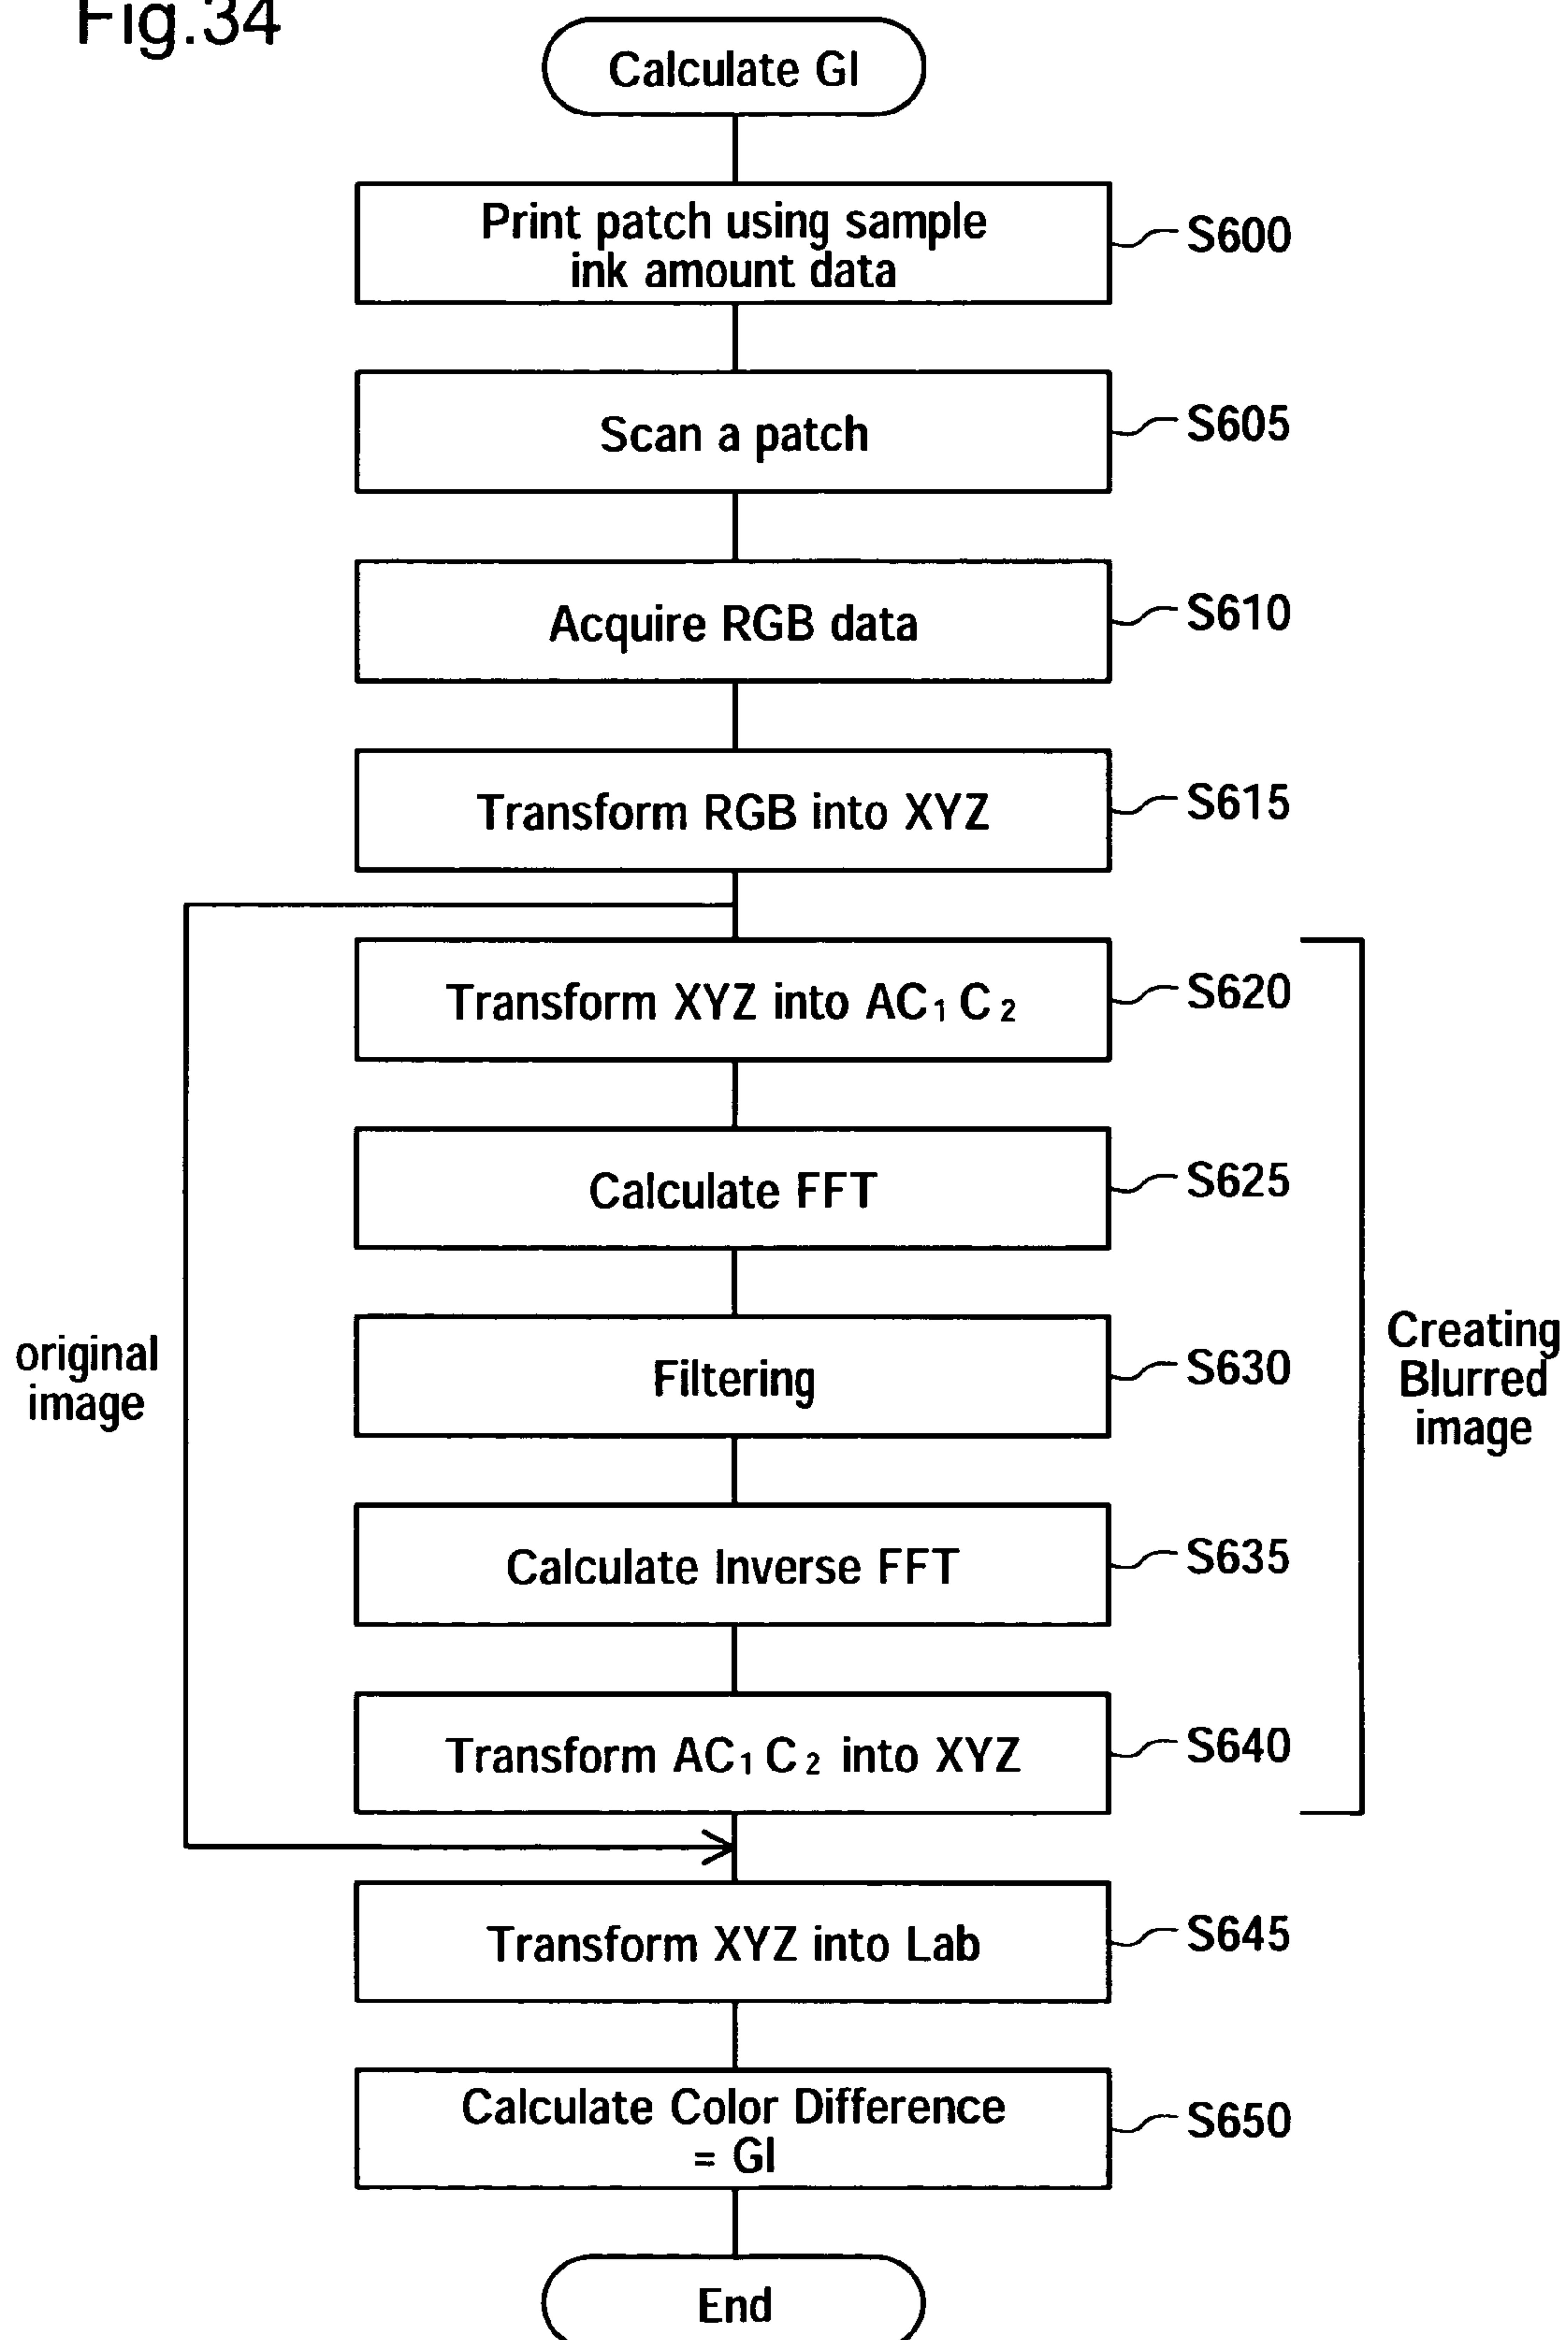 Fig.34
Calculate GI
Print patch using sample
ink amount data
S600
Scan a patch
S605
Acquire RGB data
S610
Transform RGB into XYZ
S615
Transform XYZ into AC₁C₂
S620
Calculate FFT
S625
original
image
Filtering
S630
Creating
Blurred
image
Calculate Inverse FFT
S635
Transform AC₁C₂ into XYZ
S640
Transform XYZ into Lab
S645
Calculate Color Difference
= GI
S650
End